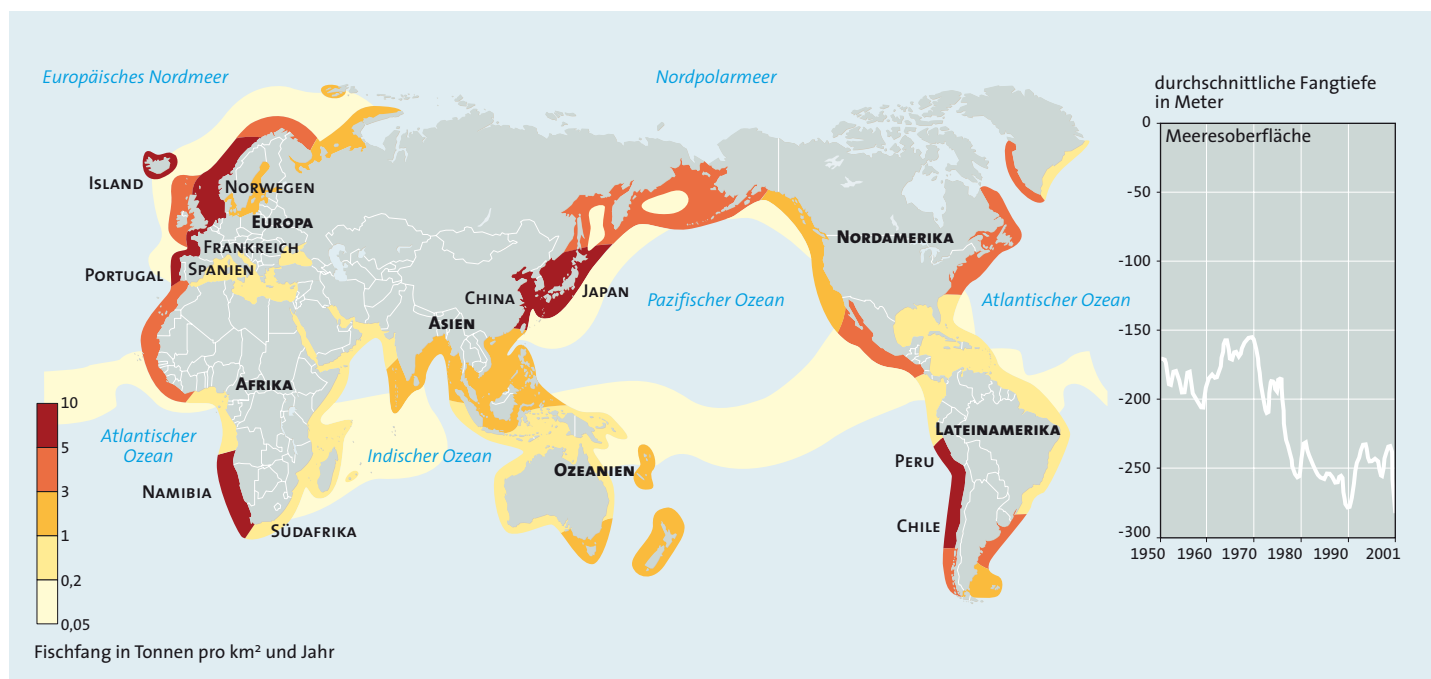 Europäisches Nordmeer
Nordpolarmeer
ISLAND
NORWEGEN
EUROPA
FRANKREICH
PORTUGAL
SPANIEN
CHINA
JAPAN
ASIEN
Pazifischer Ozean
NORDAMERIKA
Atlantischer Ozean
AFRIKA
Atlantischer
Ozean
Indischer Ozean
NAMIBIA
SÜDAFRIKA
OZEANIEN
LATEINAMERIKA
PERU
CHILE
10
5
3
1
0,2
0,05
Fischfang in Tonnen pro km² und Jahr
durchschnittliche Fangtiefe
in Meter
Meeresoberfläche
0
-50
-100
-150
-200
-250
-300
1950 1960 1970 1980 1990 2001